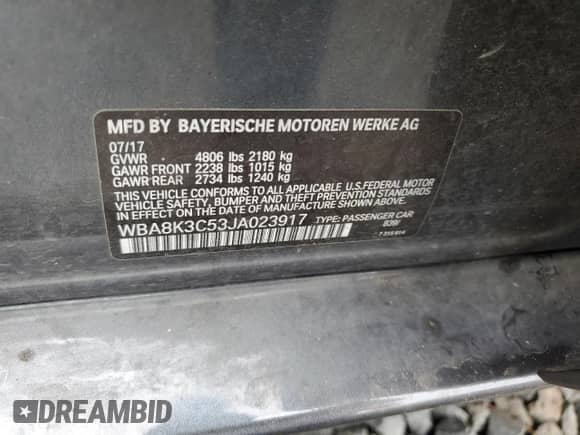 MFD BY BAYERISCHE MOTOREN WERKE AG
07/17
GVWR 4806 lbs 2180 kg
GAWR FRONT 2238 lbs 1015 kg
GAWR REAR 2734 lbs 1240 kg
THIS VEHICLE CONFORMS TO ALL APPLICABLE U.S. FEDERAL MOTOR
VEHICLE SAFETY, BUMPER AND THEFT PREVENTION STANDARDS
IN EFFECT ON THE DATE OF MANUFACTURE SHOWN ABOVE.
WBA8K3C53JA023917 TYPE: PASSENGER CAR
DREAMBID